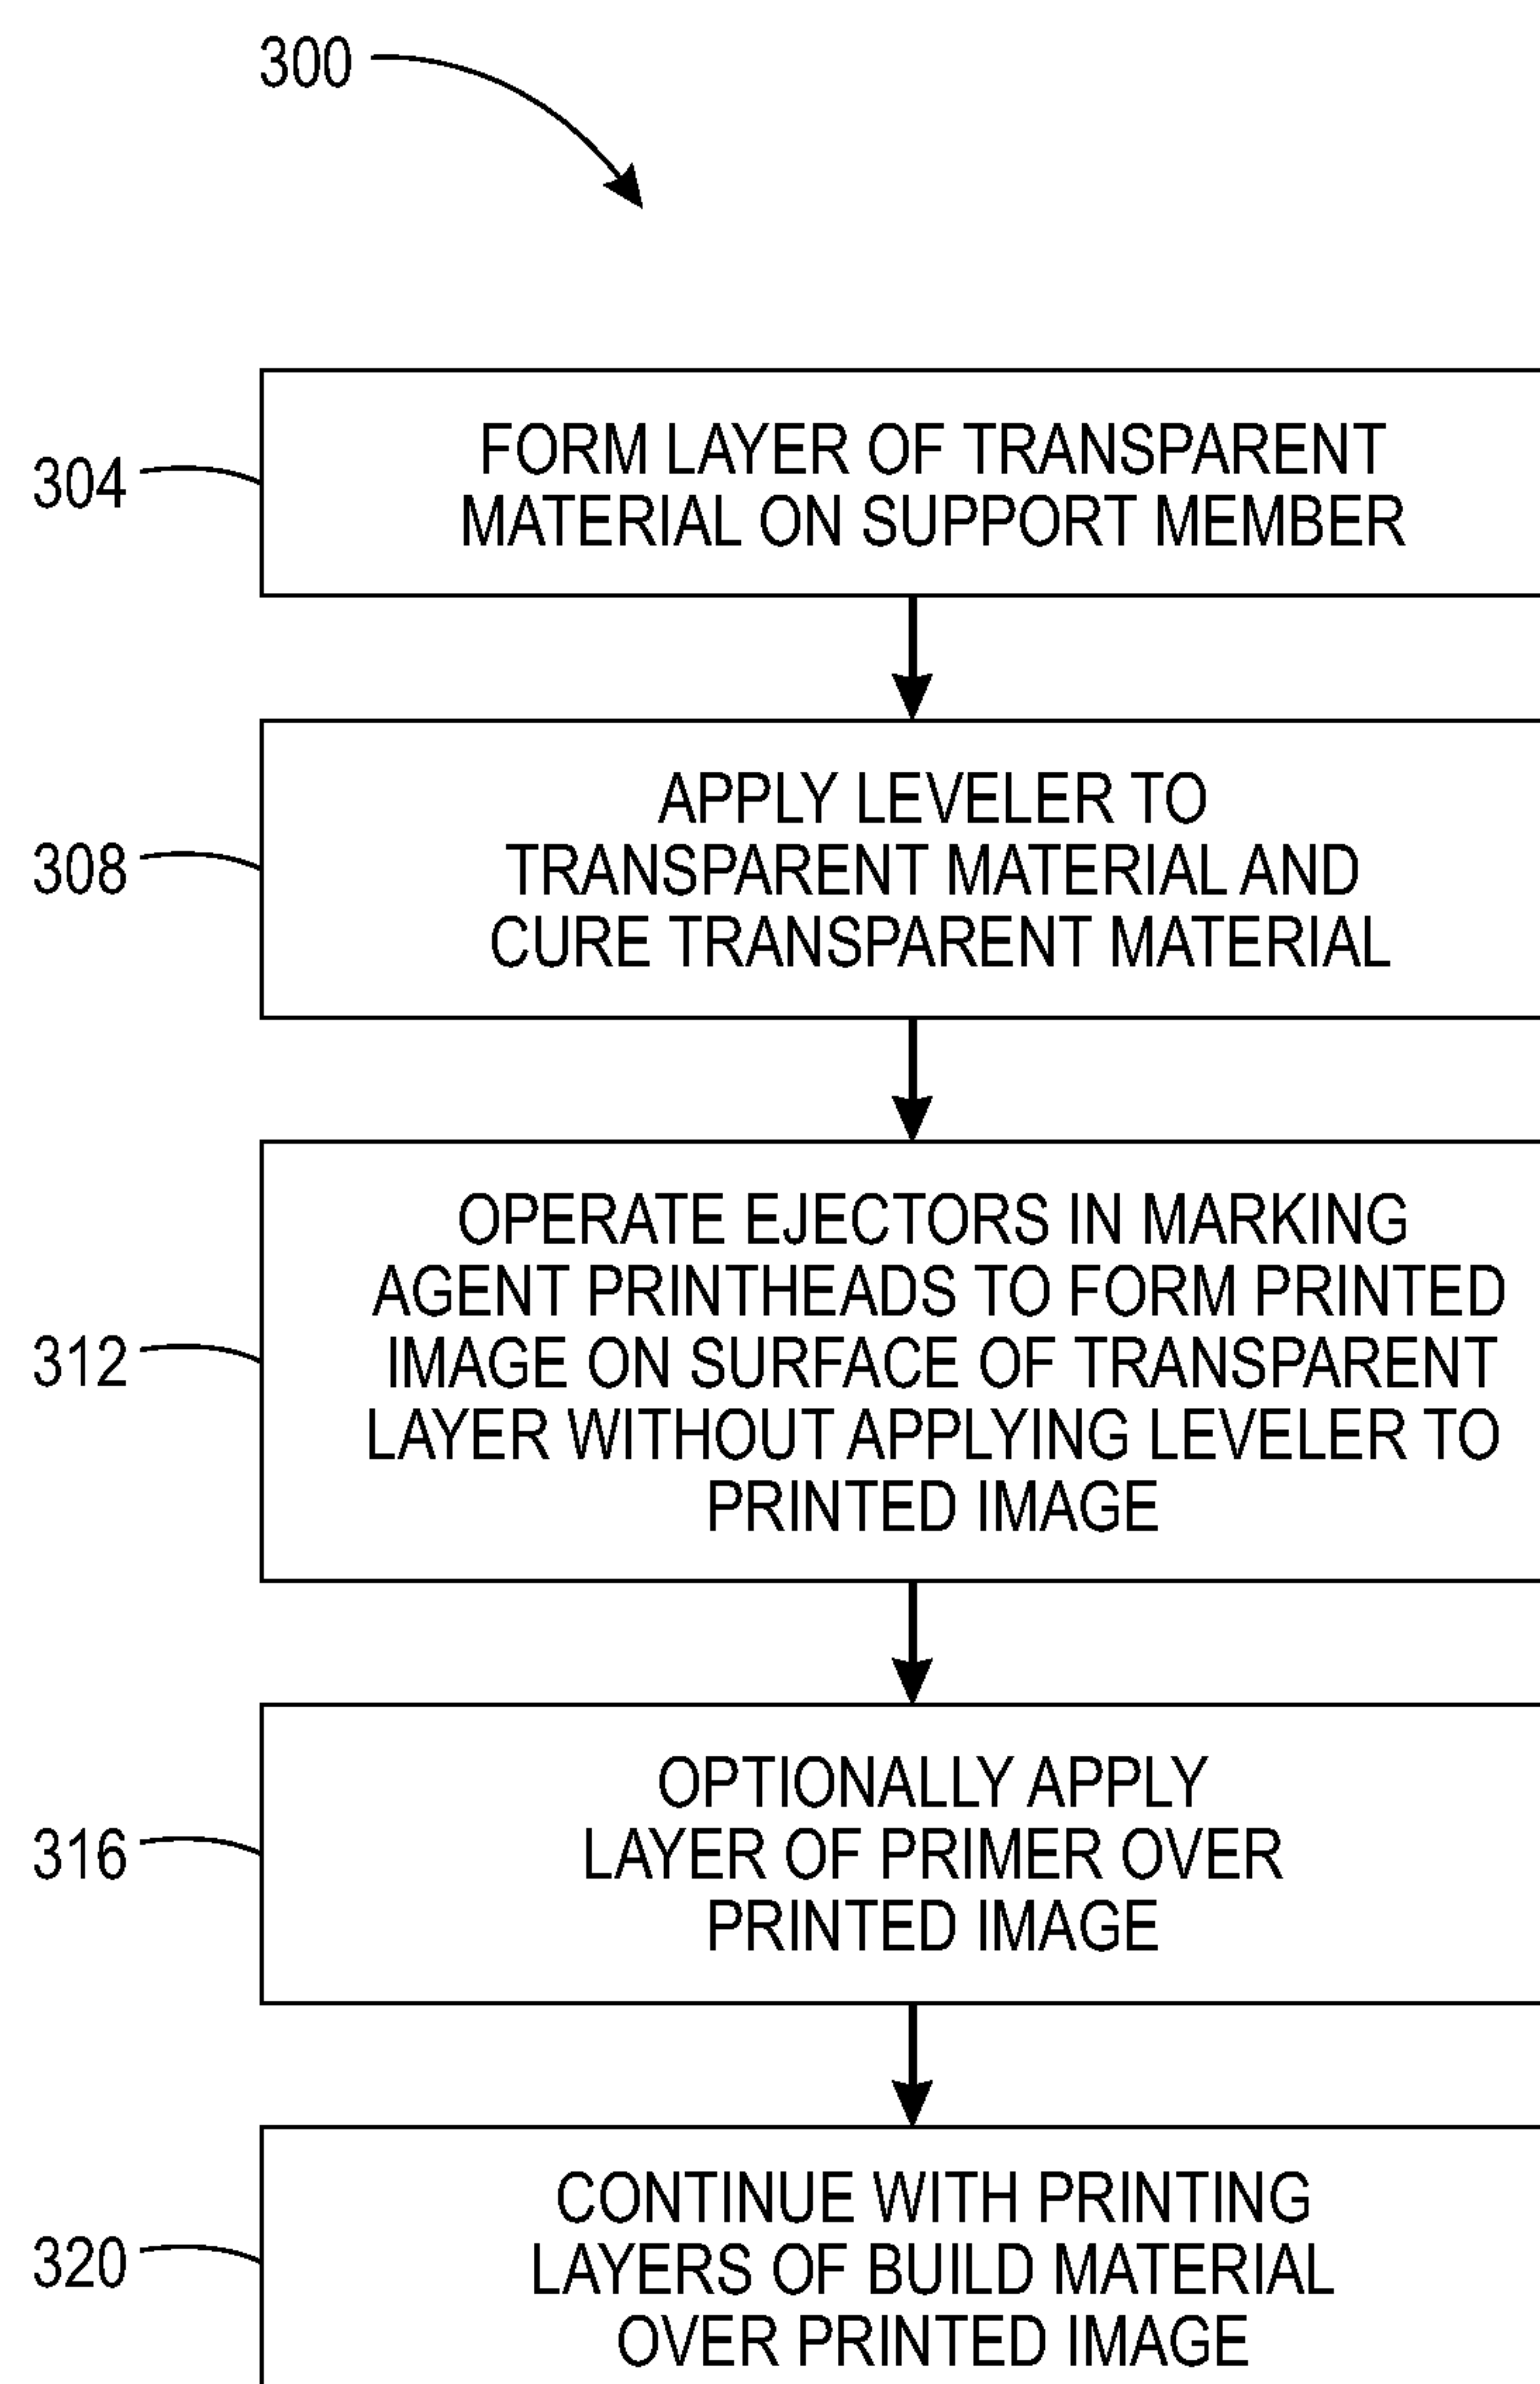 300
304
FORM LAYER OF TRANSPARENT
MATERIAL ON SUPPORT MEMBER
308
APPLY LEVELER TO
TRANSPARENT MATERIAL AND
CURE TRANSPARENT MATERIAL
312
OPERATE EJECTORS IN MARKING
AGENT PRINTHEADS TO FORM PRINTED
IMAGE ON SURFACE OF TRANSPARENT
LAYER WITHOUT APPLYING LEVELER TO
PRINTED IMAGE
316
OPTIONALLY APPLY
LAYER OF PRIMER OVER
PRINTED IMAGE
320
CONTINUE WITH PRINTING
LAYERS OF BUILD MATERIAL
OVER PRINTED IMAGE